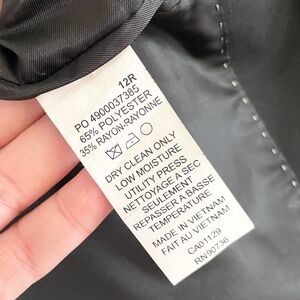 12R
PO 4900037385
65% POLYESTER
35% RAYON-RAYONNE
DRY CLEAN ONLY
LOW MOISTURE
UTILITY PRESS
NETTOYAGE A SEC
SEULEMENT
REPASSER A BASSE
TEMPERATURE
MADE IN VIETNAM
FAIT AU VIETNAM
CA01129
RN90736